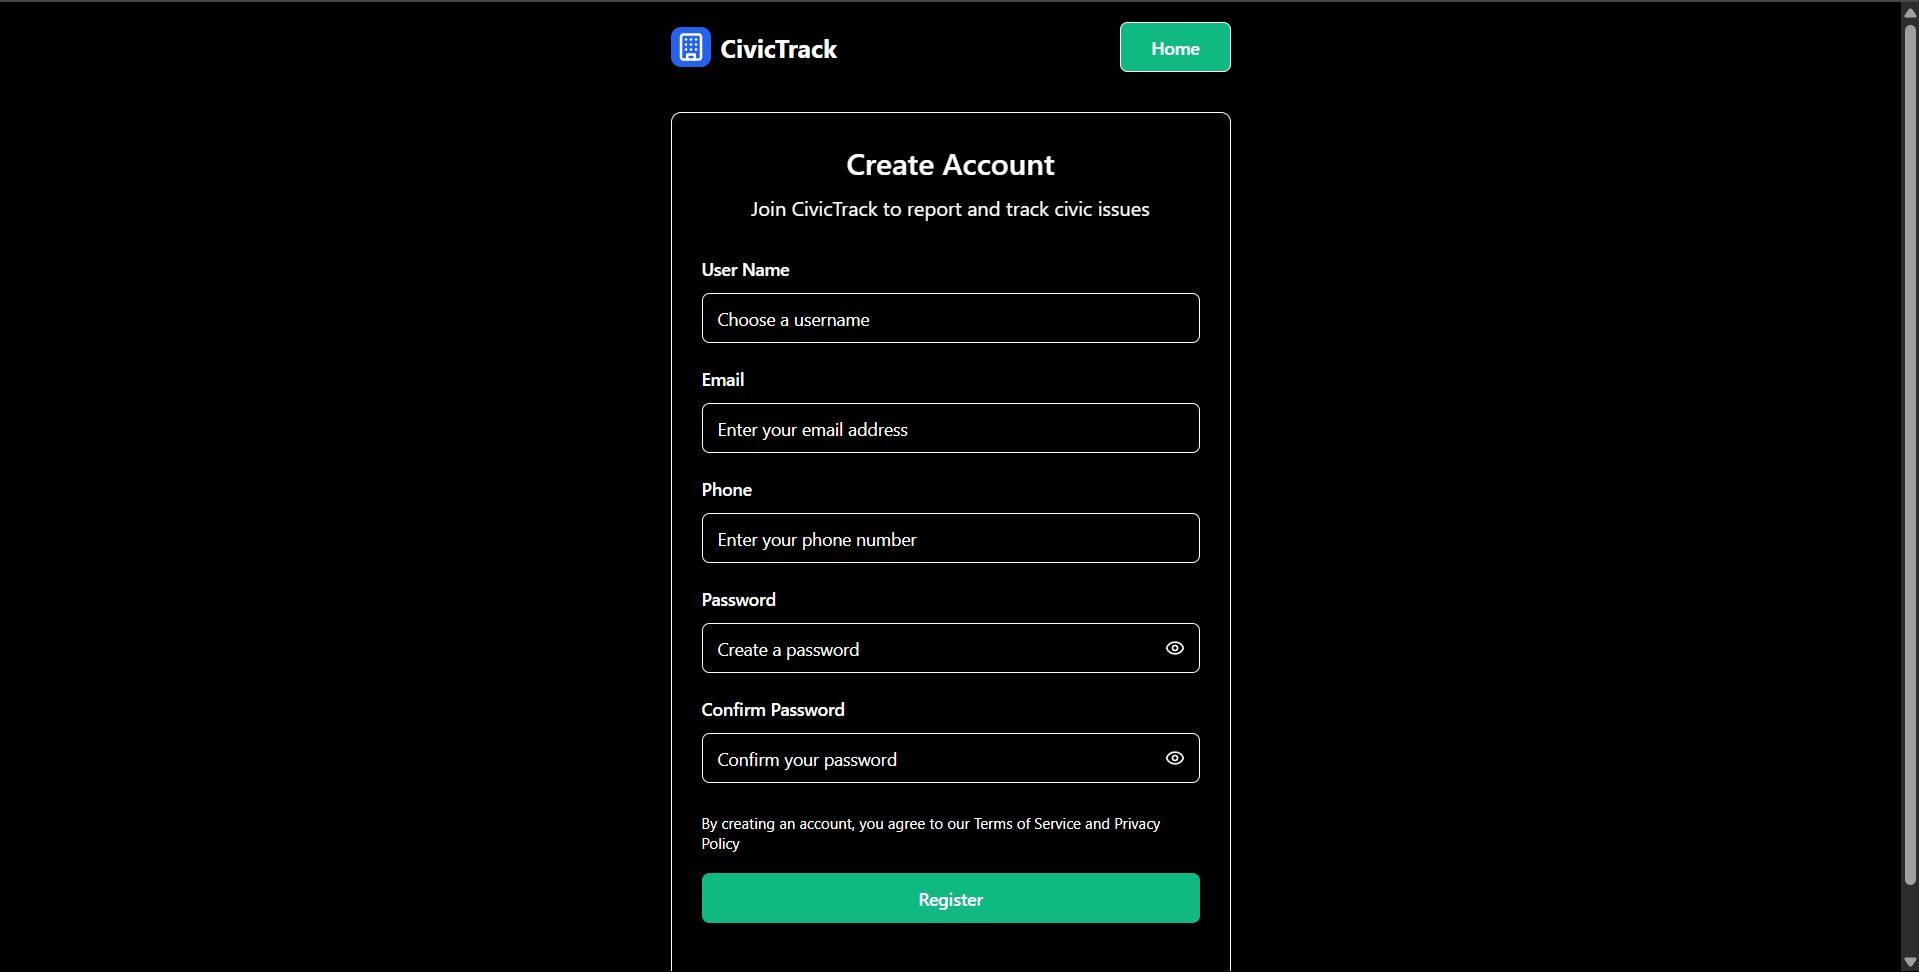 CivicTrack
Home
Create Account
Join CivicTrack to report and track civic issues
User Name
Choose a username
Email
Enter your email address
Phone
Enter your phone number
Password
Create a password
Confirm Password
Confirm your password
By creating an account, you agree to our Terms of Service and Privacy
Policy
Register